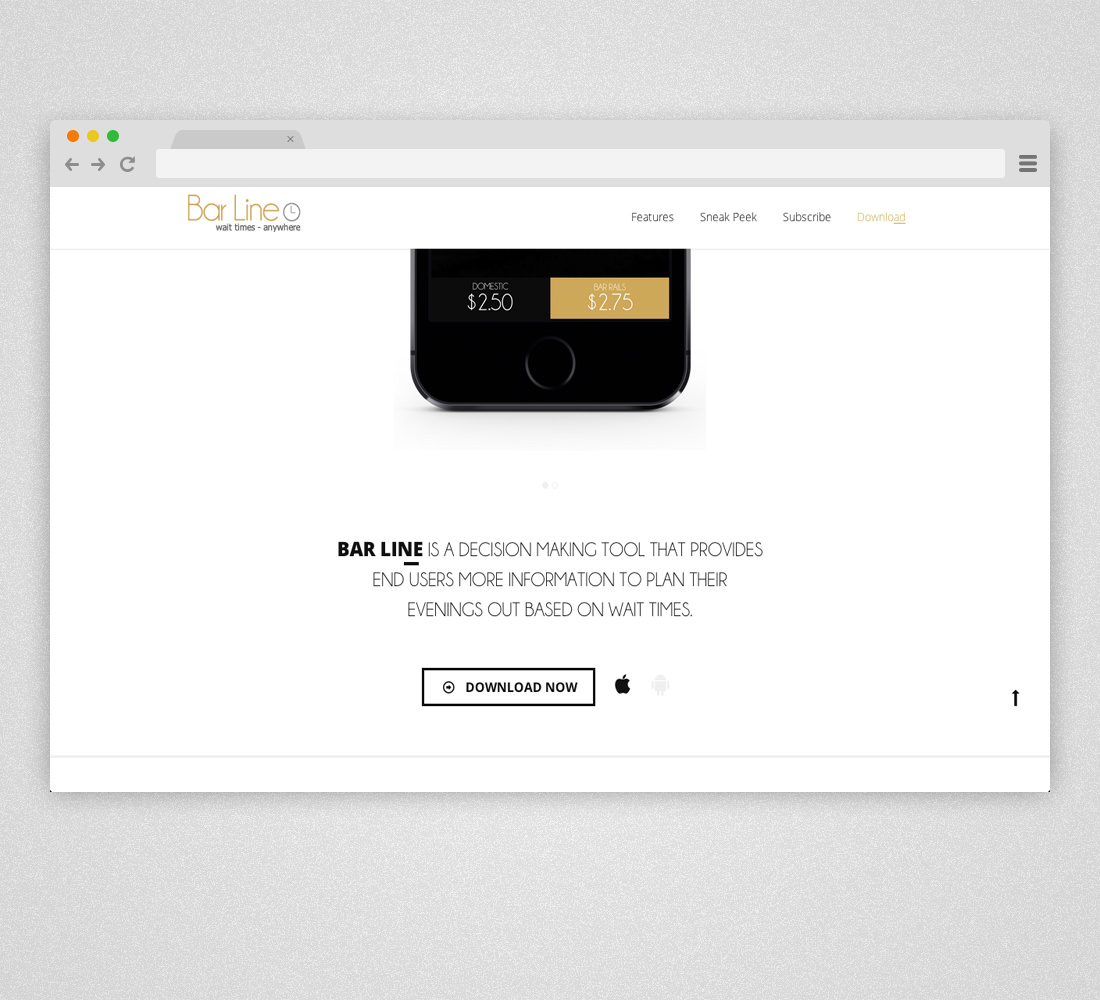 Bar Line
wait times - anywhere
Features Sneak Peek Subscribe Download
DOMESTIC
$2.50
BAR RAILS
$2.75
BAR LINE IS A DECISION MAKING TOOL THAT PROVIDES
END USERS MORE INFORMATION TO PLAN THEIR
EVENINGS OUT BASED ON WAIT TIMES.
DOWNLOAD NOW